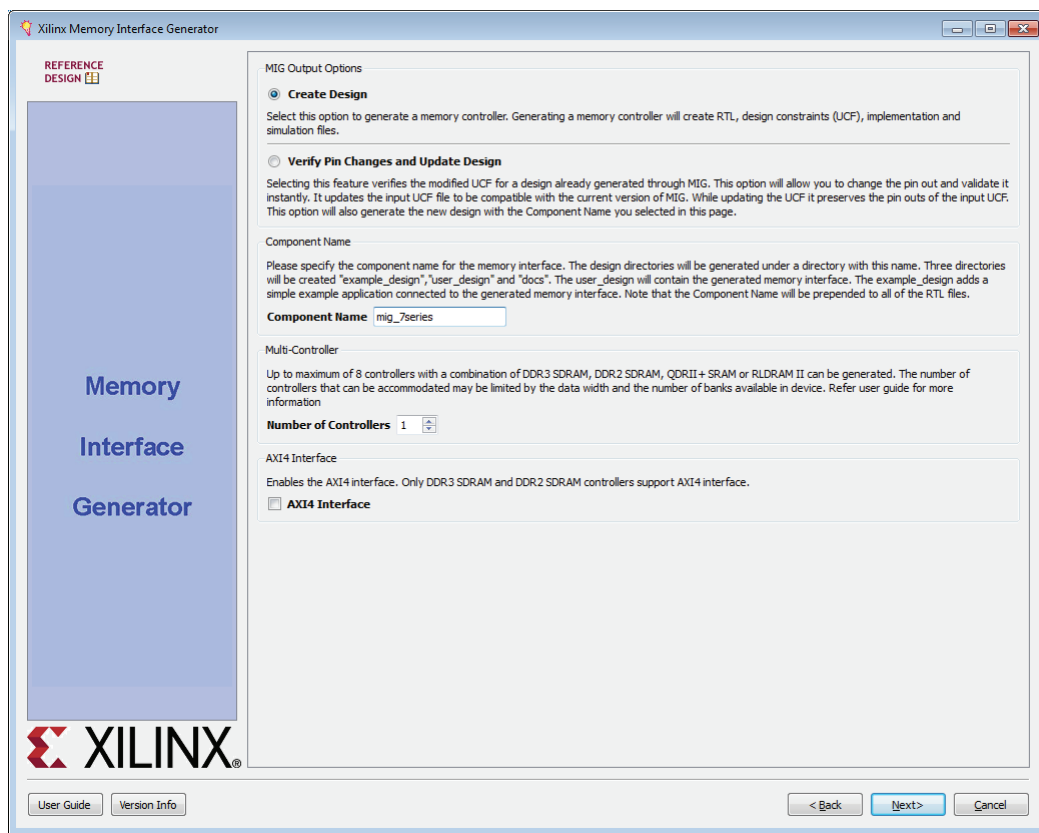 Xilinx Memory Interface Generator
REFERENCE
DESIGN
Memory
Interface
Generator
XILINX®
MIG Output Options
Create Design
Select this option to generate a memory controller. Generating a memory controller will create RTL, design constraints (UCF), implementation and
simulation files.
Verify Pin Changes and Update Design
Selecting this feature verifies the modified UCF for a design already generated through MIG. This option will allow you to change the pin out and validate it
instantly. It updates the input UCF file to be compatible with the current version of MIG. While updating the UCF it preserves the pin outs of the input UCF.
This option will also generate the new design with the Component Name you selected in this page.
Component Name
Please specify the component name for the memory interface. The design directories will be generated under a directory with this name. Three directories
will be created "example_design","user_design" and "docs". The user_design will contain the generated memory interface. The example_design adds a
simple example application connected to the generated memory interface. Note that the Component Name will be prepended to all of the RTL files.
Component Name mig_7series
Multi-Controller
Up to maximum of 8 controllers with a combination of DDR3 SDRAM, DDR2 SDRAM, QDRII+ SRAM or RLDRAM II can be generated. The number of
controllers that can be accommodated may be limited by the data width and the number of banks available in device. Refer user guide for more
information
Number of Controllers 1
AXI4 Interface
Enables the AXI4 interface. Only DDR3 SDRAM and DDR2 SDRAM controllers support AXI4 interface.
AXI4 Interface
User Guide Version Info < Back Next> Cancel